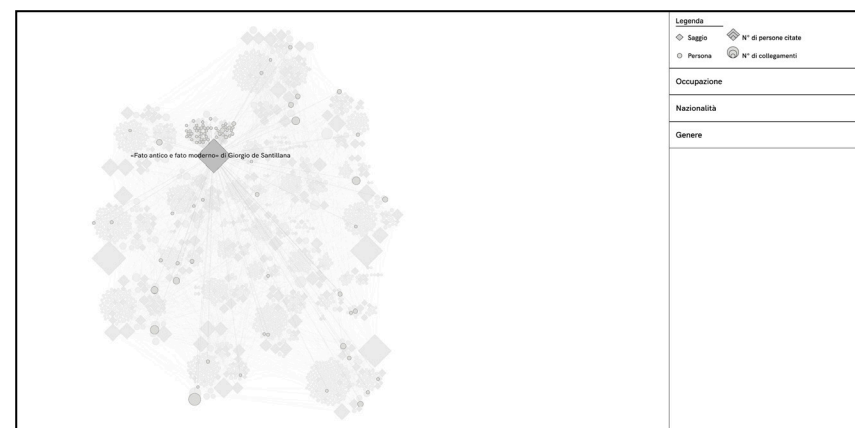 «Fato antico e fato moderno» di Giorgio de Santillana
Legenda
Saggio
N° di persone citate
Persona
N° di collegamenti
Occupazione
Nazionalità
Genere